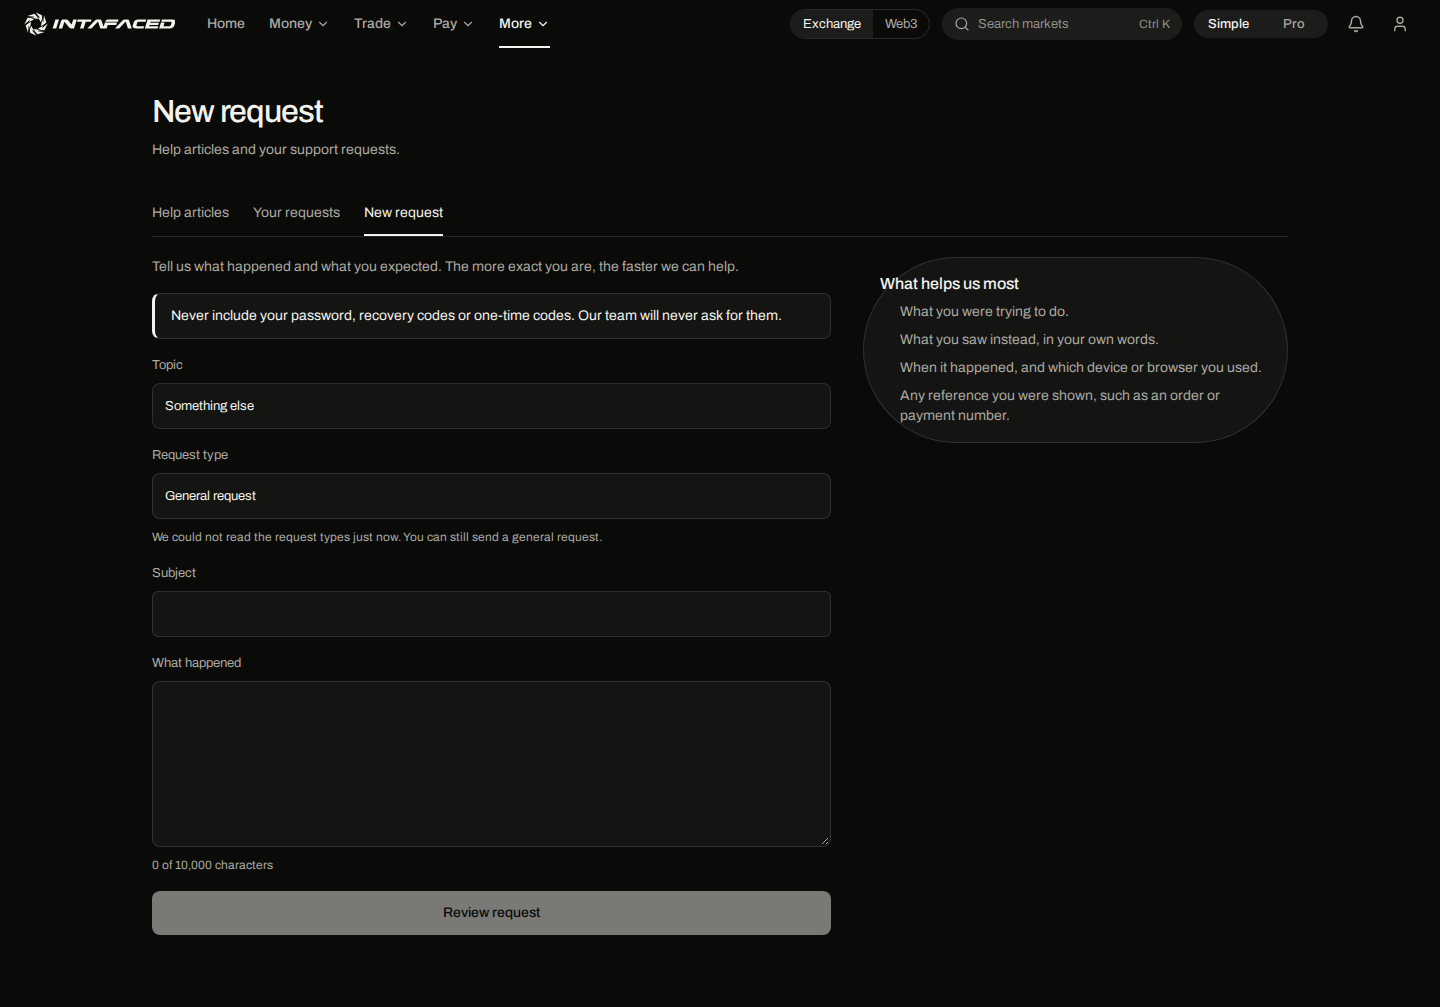 INTAFACED
Home
Money
Trade
Pay
More
Exchange
Web3
Search markets
Ctrl K
Simple
Pro
New request
Help articles and your support requests.
Help articles
Your requests
New request
Tell us what happened and what you expected. The more exact you are, the faster we can help.
Never include your password, recovery codes or one-time codes. Our team will never ask for them.
Topic
Something else
Request type
General request
We could not read the request types just now. You can still send a general request.
Subject
What happened
0 of 10,000 characters
Review request
What helps us most
What you were trying to do.
What you saw instead, in your own words.
When it happened, and which device or browser you used.
Any reference you were shown, such as an order or
payment number.